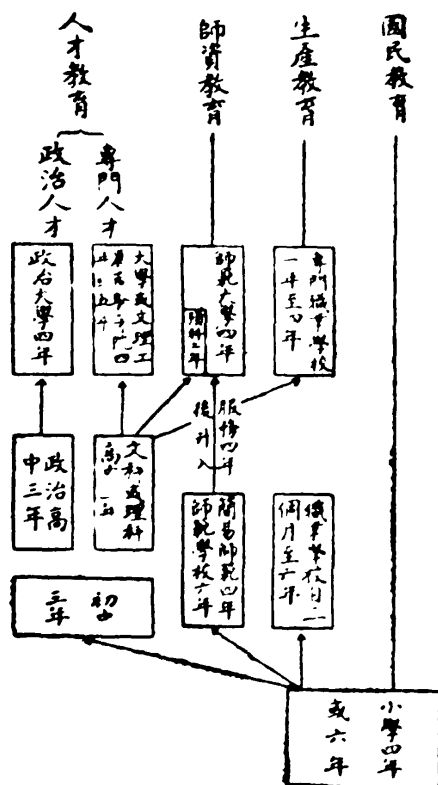 國民教育
生產教育
師資教育
人才教育
專門人才
政治人才
專門職業學校
一年至四年
師範大學四年
專科二年
大學或文理工
政治大學四年
服務四年
後升入
文科或理科
政治高
中三年
職業學校自二
個月至六年
簡易師範四年
師範學校六年
初中
三年
小學四年
或六年